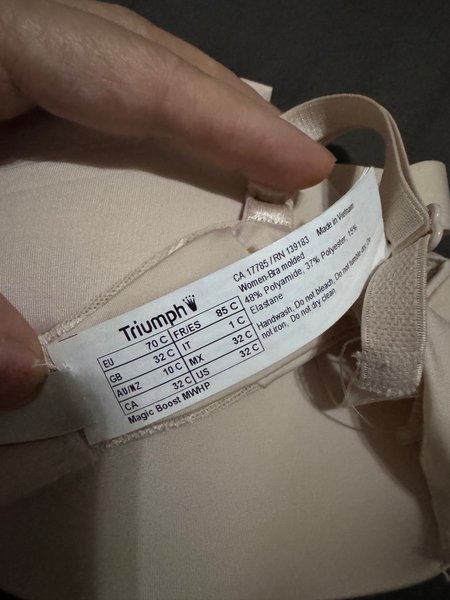 Triumph
EU 70 C FR/ES 85 C
GB 32 C IT 1 C
AU/NZ 10 C MX 32 C
CA 32 C US 32 C
Magic Boost MWHP
CA 17785 / RN 139183 Made in Vietnam
Women-Bra molded
48% Polyamide, 37% Polyester, 15%
Elastane
Handwash, Do not bleach, Do not tumble dry, Do
not iron, Do not dry clean